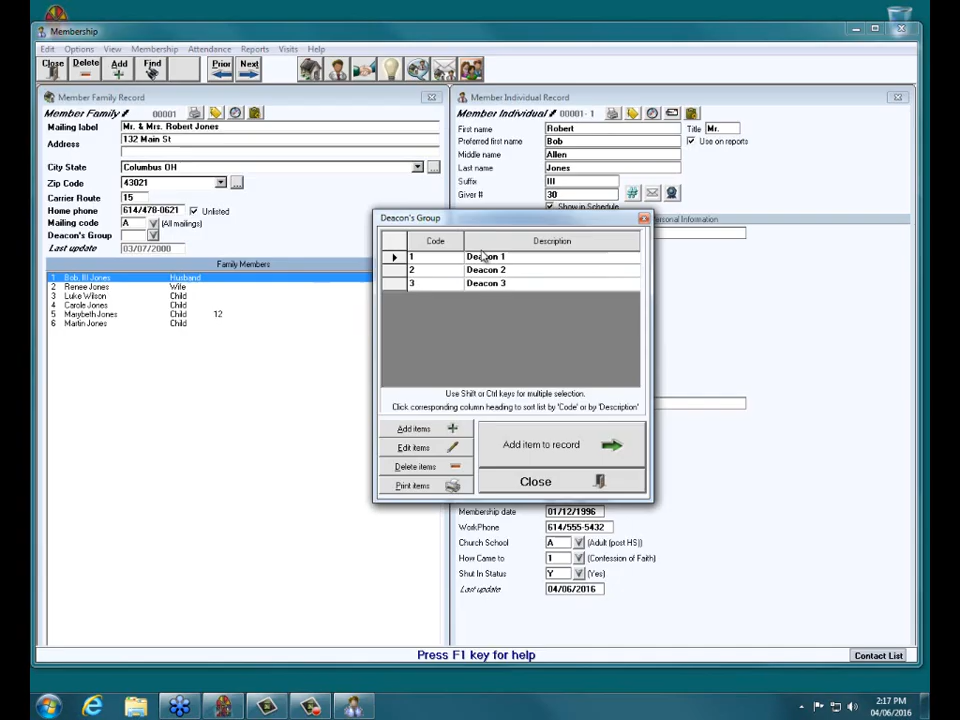 Membership
Edit Options View Membership Attendance Reports Visits Help
Close Delete Add Find Prior Next
Member Family Record
Member Family # 00001
Mailing label Mr. & Mrs. Robert Jones
Address 132 Main St
City State Columbus OH
Zip Code 43021
Carrier Route 15
Home phone 614/478-0621 Unlisted
Mailing code A (All mailings)
Deacon's Group
Last update 03/07/2000
Family Members
1 Bob, III Jones Husband
2 Renee Jones Wife
3 Luke Wilson Child
4 Carole Jones Child
5 Marybeth Jones Child 12
6 Martin Jones Child
Member Individual Record
Member Individual # 00001- 1
First name Robert Title Mr.
Preferred first name Bob Use on reports
Middle name Allen
Last name Jones
Suffix III
Giver # 30
Show in Schedule
Personal Information
Deacon's Group
Code Description
1 Deacon 1
2 Deacon 2
3 Deacon 3
Use Shift or Ctrl keys for multiple selection.
Click corresponding column heading to sort list by 'Code' or by 'Description'
Add items
Edit items
Delete items
Print items
Add item to record
Close
Membership date 01/12/1996
WorkPhone 614/555-5432
Church School A (Adult (post HS))
How Came to 1 (Confession of Faith)
Shut In Status Y (Yes)
Last update 04/06/2016
Press F1 key for help
Contact List
2:17 PM
04/06/2016